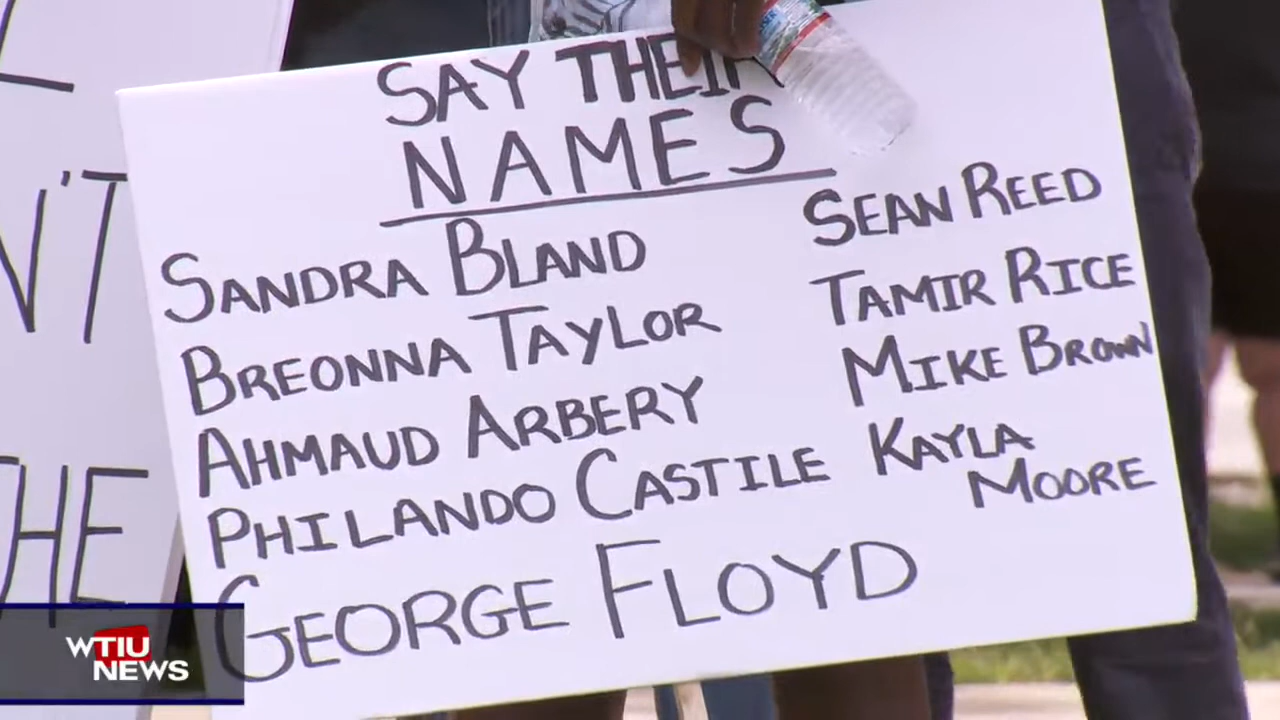 SAY THEIR
NAMES
SANDRA BLAND
BREONNA TAYLOR
AHMAUD ARBERY
PHILANDO CASTILE
GEORGE FLOYD
SEAN REED
TAMIR RICE
MIKE BROWN
KAYLA
MOORE
N'T
HE
WTIU
NEWS